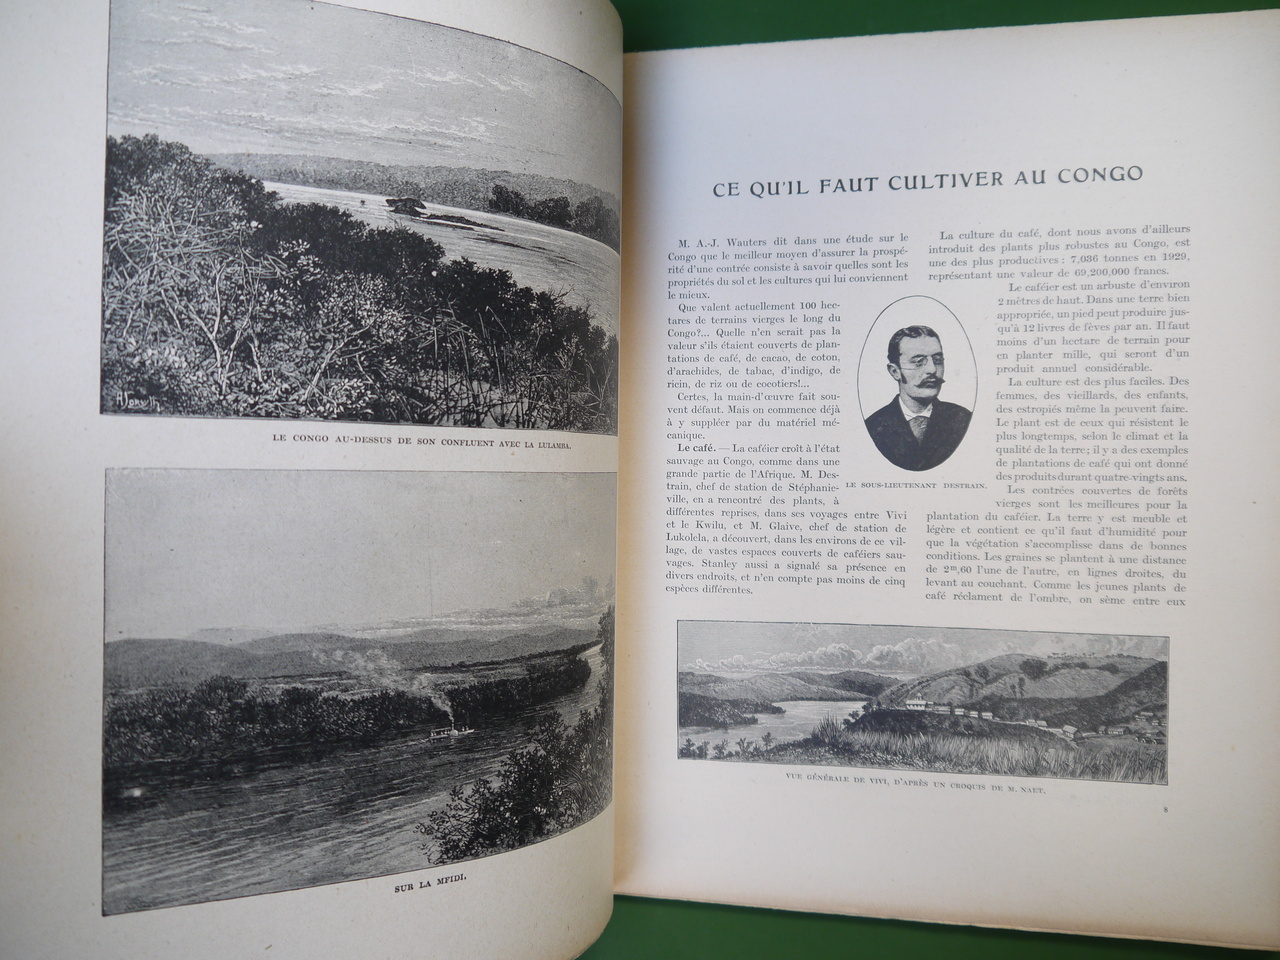 LE CONGO AU-DESSUS DE SON CONFLUENT AVEC LA LULAMBA.
SUR LA MFIDI.
CE QU'IL FAUT CULTIVER AU CONGO
M. A.-J. Wauters dit dans une étude sur le
Congo que le meilleur moyen d'assurer la prospé-
rité d'une contrée consiste à savoir quelles sont les
propriétés du sol et les cultures qui lui conviennent
le mieux.
Que valent actuellement 100 hec-
tares de terrains vierges le long du
Congo?... Quelle n'en serait pas la
valeur s'ils étaient couverts de plan-
tations de café, de cacao, de coton,
d'arachides, de tabac, d'indigo, de
ricin, de riz ou de cocotiers!...
Certes, la main-d'œuvre fait sou-
vent défaut. Mais on commence déjà
à y suppléer par du matériel mé-
canique.
Le café. — La caféier croît à l'état
sauvage au Congo, comme dans une
grande partie de l'Afrique. M. Des-
train, chef de station de Stéphanie-
ville, en a rencontré des plants, à
différentes reprises, dans ses voyages entre Vivi
et le Kwilu, et M. Glaive, chef de station de
Lukolela, a découvert, dans les environs de ce vil-
lage, de vastes espaces couverts de caféiers sau-
vages. Stanley aussi a signalé sa présence en
divers endroits, et n'en compte pas moins de cinq
espèces différentes.
LE SOUS-LIEUTENANT DESTRAIN.
La culture du café, dont nous avons d'ailleurs
introduit des plants plus robustes au Congo, est
une des plus productives : 7,036 tonnes en 1929,
représentant une valeur de 69,200,000 francs.
Le caféier est un arbuste d'environ
2 mètres de haut. Dans une terre bien
appropriée, un pied peut produire jus-
qu'à 12 livres de fèves par an. Il faut
moins d'un hectare de terrain pour
en planter mille, qui seront d'un
produit annuel considérable.
La culture est des plus faciles. Des
femmes, des vieillards, des enfants,
des estropiés même la peuvent faire.
Le plant est de ceux qui résistent le
plus longtemps, selon le climat et la
qualité de la terre; il y a des exemples
de plantations de café qui ont donné
des produits durant quatre-vingts ans.
Les contrées couvertes de forêts
vierges sont les meilleures pour la
plantation du caféier. La terre y est meuble et
légère et contient ce qu'il faut d'humidité pour
que la végétation s'accomplisse dans de bonnes
conditions. Les graines se plantent à une distance
de 2ᵐ,60 l'une de l'autre, en lignes droites, du
levant au couchant. Comme les jeunes plants de
café réclament de l'ombre, on sème entre eux
VUE GÉNÉRALE DE VIVI, D'APRÈS UN CROQUIS DE M. NAUT.
8